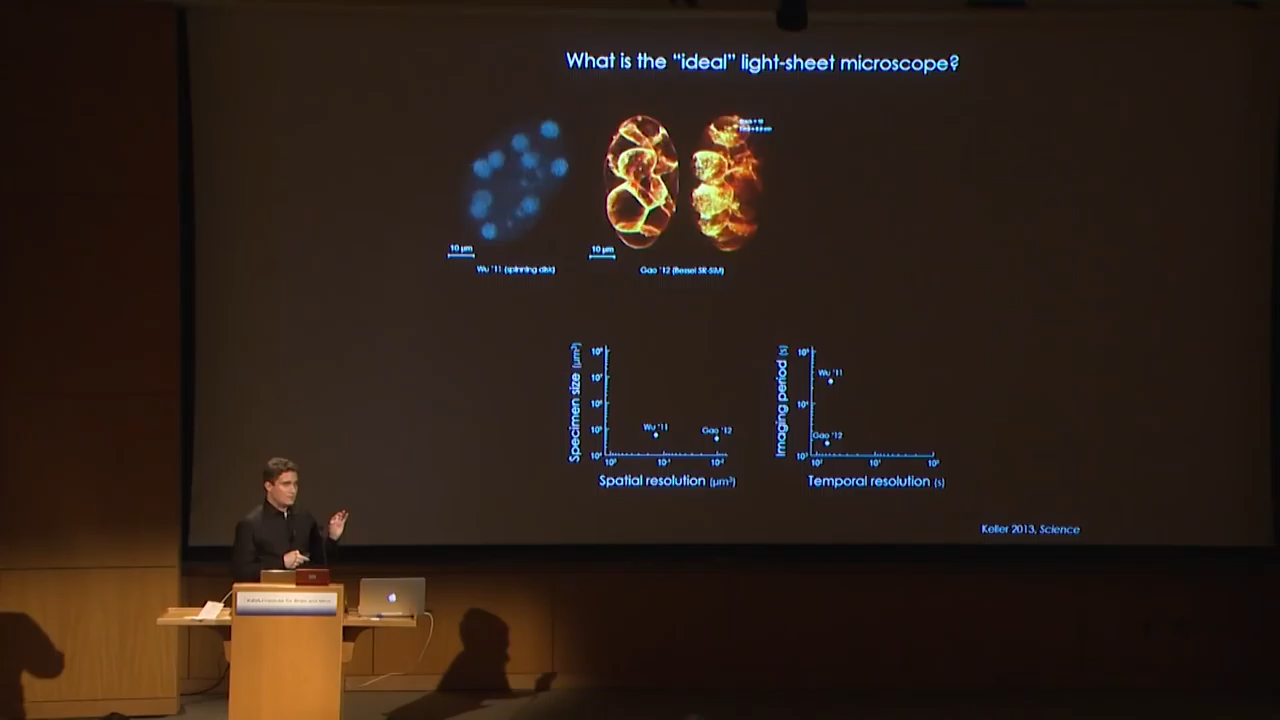 What is the “ideal” light-sheet microscope?
10 µm
Wu '11 (spinning disk)
10 µm
Gao '12 (Bessel SR-SIM)
Specimen size (µm³)
Wu '11
Gao '12
Spatial resolution (µm³)
Imaging period (s)
Wu '11
Gao '12
Temporal resolution (s)
Keller 2013, Science